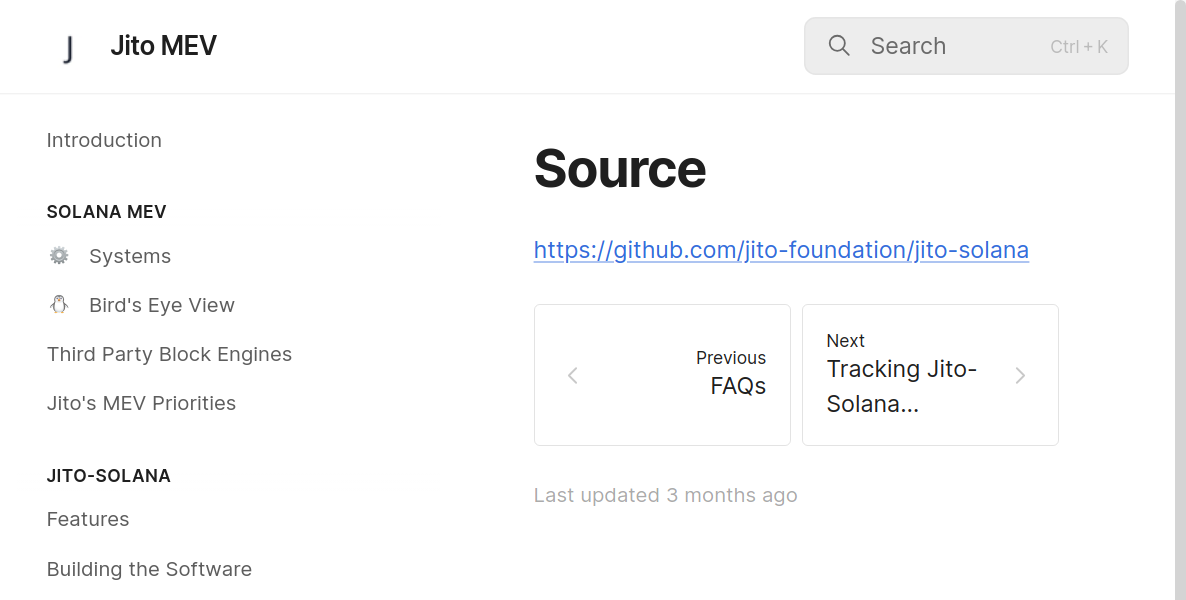 J
Jito MEV
Search
Ctrl + K
Introduction
SOLANA MEV
Systems
Bird's Eye View
Third Party Block Engines
Jito's MEV Priorities
JITO-SOLANA
Features
Building the Software
Source
https://github.com/jito-foundation/jito-solana
Previous
FAQs
Next
Tracking Jito-
Solana...
Last updated 3 months ago